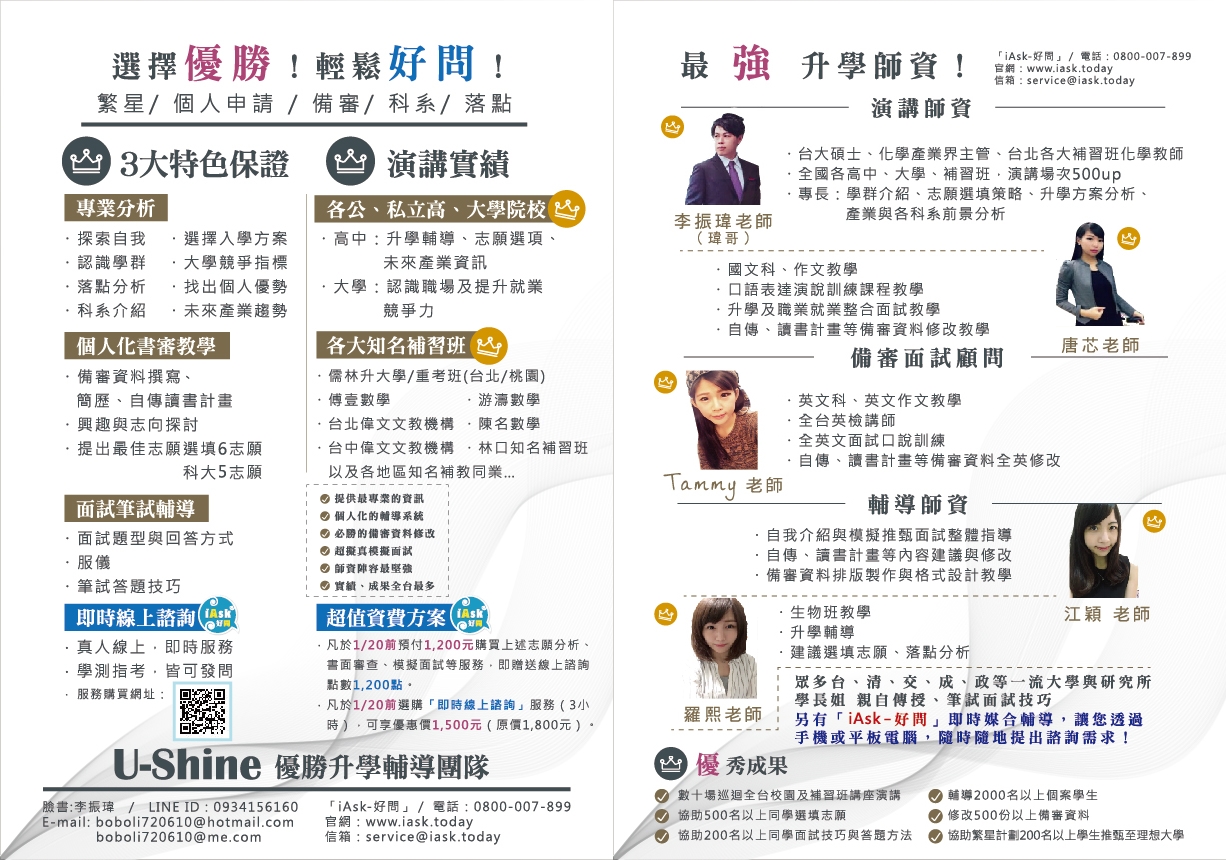 選擇優勝！輕鬆好問！
繁星/ 個人申請 / 備審/ 科系/ 落點
3大特色保證
專業分析
· 探索自我 · 選擇入學方案
· 認識學群 · 大學競爭指標
· 落點分析 · 找出個人優勢
· 科系介紹 · 未來產業趨勢
個人化書審教學
· 備審資料撰寫、
簡歷、自傳讀書計畫
· 興趣與志向探討
· 提出最佳志願選填6志願
科大5志願
面試筆試輔導
· 面試題型與回答方式
· 服儀
· 筆試答題技巧
即時線上諮詢
iAsk
好問
· 真人線上，即時服務
· 學測指考，皆可發問
· 服務購買網址：
演講實績
各公、私立高、大學院校
· 高中：升學輔導、志願選項、
未來產業資訊
· 大學：認識職場及提升就業
競爭力
各大知名補習班
· 儒林升大學/重考班(台北/桃園)
· 傅壹數學 · 游濤數學
· 台北偉文文教機構 · 陳名數學
· 台中偉文文教機構 · 林口知名補習班
以及各地區知名補教同業...
提供最專業的資訊
個人化的輔導系統
必勝的備審資料修改
超擬真模擬面試
師資陣容最堅強
實績、成果全台最多
超值資費方案
iAsk
好問
· 凡於1/20前預付1,200元購買上述志願分析、
書面審查、模擬面試等服務，即贈送線上諮詢
點數1,200點。
· 凡於1/20前選購「即時線上諮詢」服務（3小
時），可享優惠價1,500元（原價1,800元）。
U-Shine 優勝升學輔導團隊
臉書:李振瑋 / LINE ID：0934156160
E-mail: boboli720610@hotmail.com
boboli720610@me.com
「iAsk-好問」/ 電話：0800-007-899
官網：www.iask.today
信箱：service@iask.today
最 強 升學師資！
「iAsk-好問」/ 電話：0800-007-899
官網：www.iask.today
信箱：service@iask.today
演講師資
· 台大碩士、化學產業界主管、台北各大補習班化學教師
· 全國各高中、大學、補習班，演講場次500up
· 專長：學群介紹、志願選填策略、升學方案分析、
產業與各科系前景分析
李振瑋老師
（瑋哥）
· 國文科、作文教學
· 口語表達演說訓練課程教學
· 升學及職業就業整合面試教學
· 自傳、讀書計畫等備審資料修改教學
唐芯老師
備審面試顧問
· 英文科、英文作文教學
· 全台英檢講師
· 全英文面試口說訓練
· 自傳、讀書計畫等備審資料全英修改
Tammy 老師
輔導師資
· 自我介紹與模擬推甄面試整體指導
· 自傳、讀書計畫等內容建議與修改
· 備審資料排版製作與格式設計教學
江穎 老師
· 生物班教學
· 升學輔導
· 建議選填志願、落點分析
羅熙老師
眾多台、清、交、成、政等一流大學與研究所
學長姐 親自傳授、筆試面試技巧
另有「iAsk-好問」即時媒合輔導，讓您透過
手機或平板電腦，隨時隨地提出諮詢需求！
優秀成果
數十場巡迴全台校園及補習班講座演講
協助500名以上同學選填志願
協助200名以上同學面試技巧與答題方法
輔導2000名以上個案學生
修改500份以上備審資料
協助繁星計劃200名以上學生推甄至理想大學